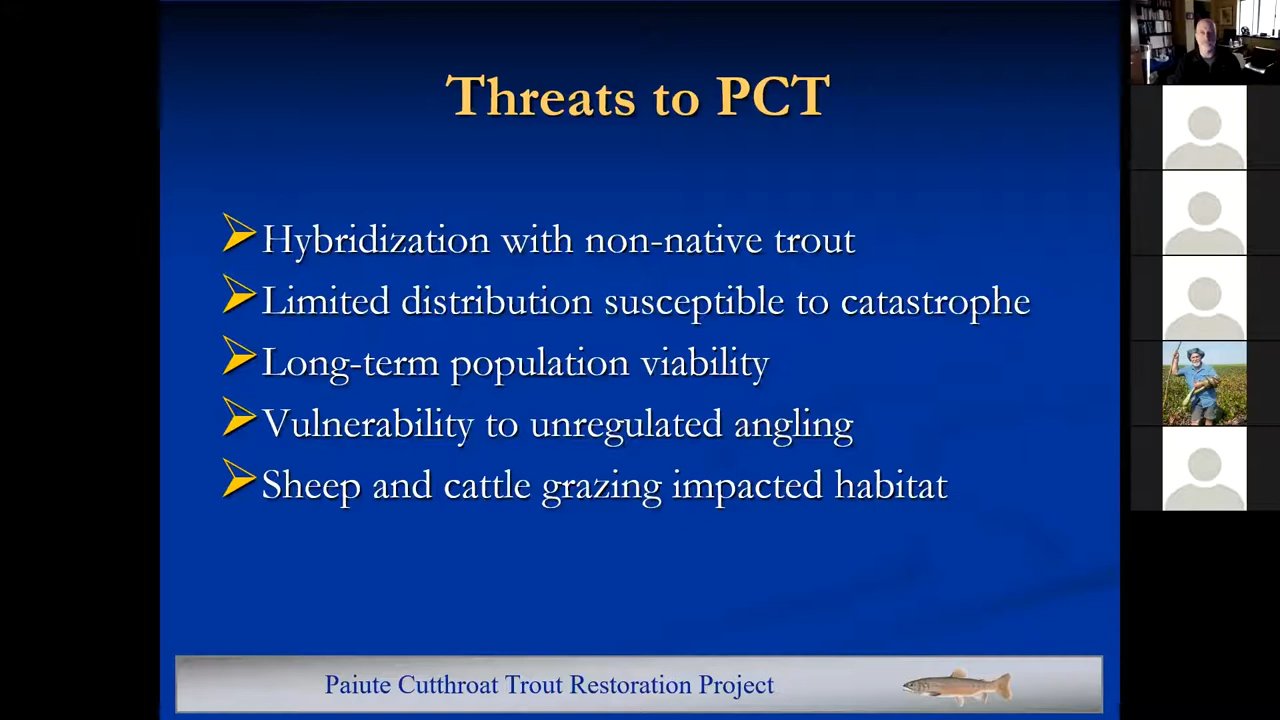 Threats to PCT
Hybridization with non-native trout
Limited distribution susceptible to catastrophe
Long-term population viability
Vulnerability to unregulated angling
Sheep and cattle grazing impacted habitat
Paiute Cutthroat Trout Restoration Project